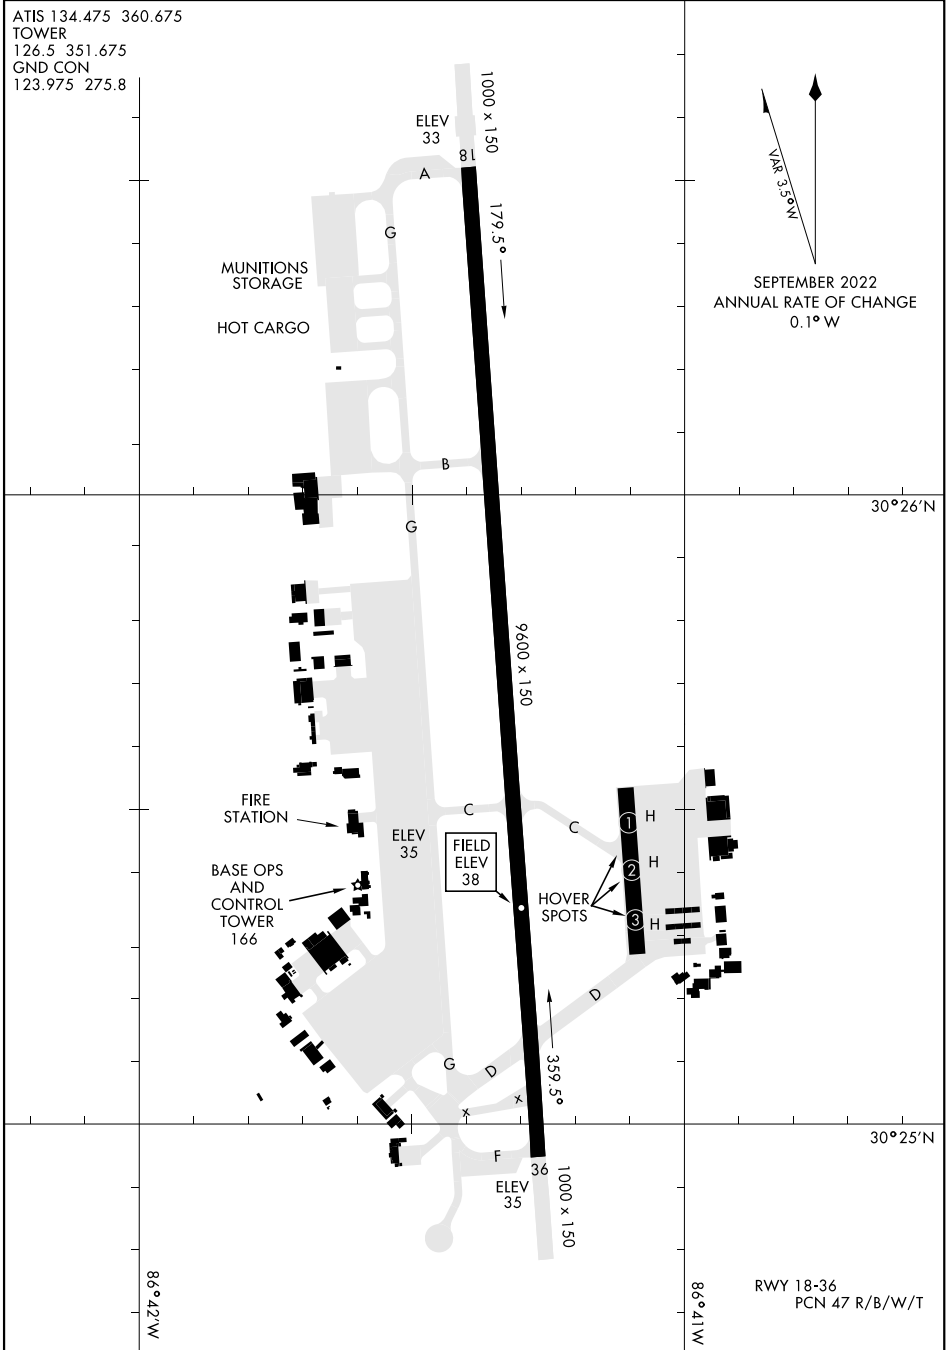 ATIS 134.475 360.675
TOWER
126.5 351.675
GND CON
123.975 275.8
ELEV
33
1000 x 150
18
A
179.5°
G
VAR 3.5°W
SEPTEMBER 2022
ANNUAL RATE OF CHANGE
0.1° W
MUNITIONS
STORAGE
HOT CARGO
B
30°26'N
G
9600 x 150
FIRE
STATION
C
C
ELEV
35
FIELD
ELEV
38
1
H
2
H
3
H
HOVER
SPOTS
BASE OPS
AND
CONTROL
TOWER
166
D
G
D
359.5°
x
x
30°25'N
F
36
ELEV
35
1000 x 150
86°42'W
86°41'W
RWY 18-36
PCN 47 R/B/W/T